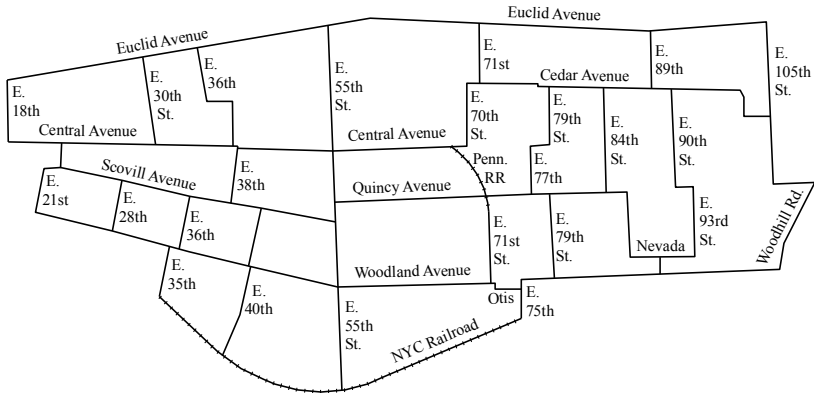 Euclid Avenue
Euclid Avenue
E.
18th
E.
30th
St.
E.
36th
E.
55th
St.
E.
71st
Cedar Avenue
E.
89th
E.
105th
St.
Central Avenue
Central Avenue
E.
70th
St.
E.
79th
St.
E.
84th
St.
E.
90th
St.
Scovill Avenue
E.
38th
Quincy Avenue
Penn.
RR
E.
77th
E.
21st
E.
28th
E.
36th
E.
71st
St.
E.
79th
St.
Nevada
E.
93rd
St.
Woodhill Rd.
Woodland Avenue
E.
35th
E.
40th
E.
55th
St.
Otis
E.
75th
NYC Railroad